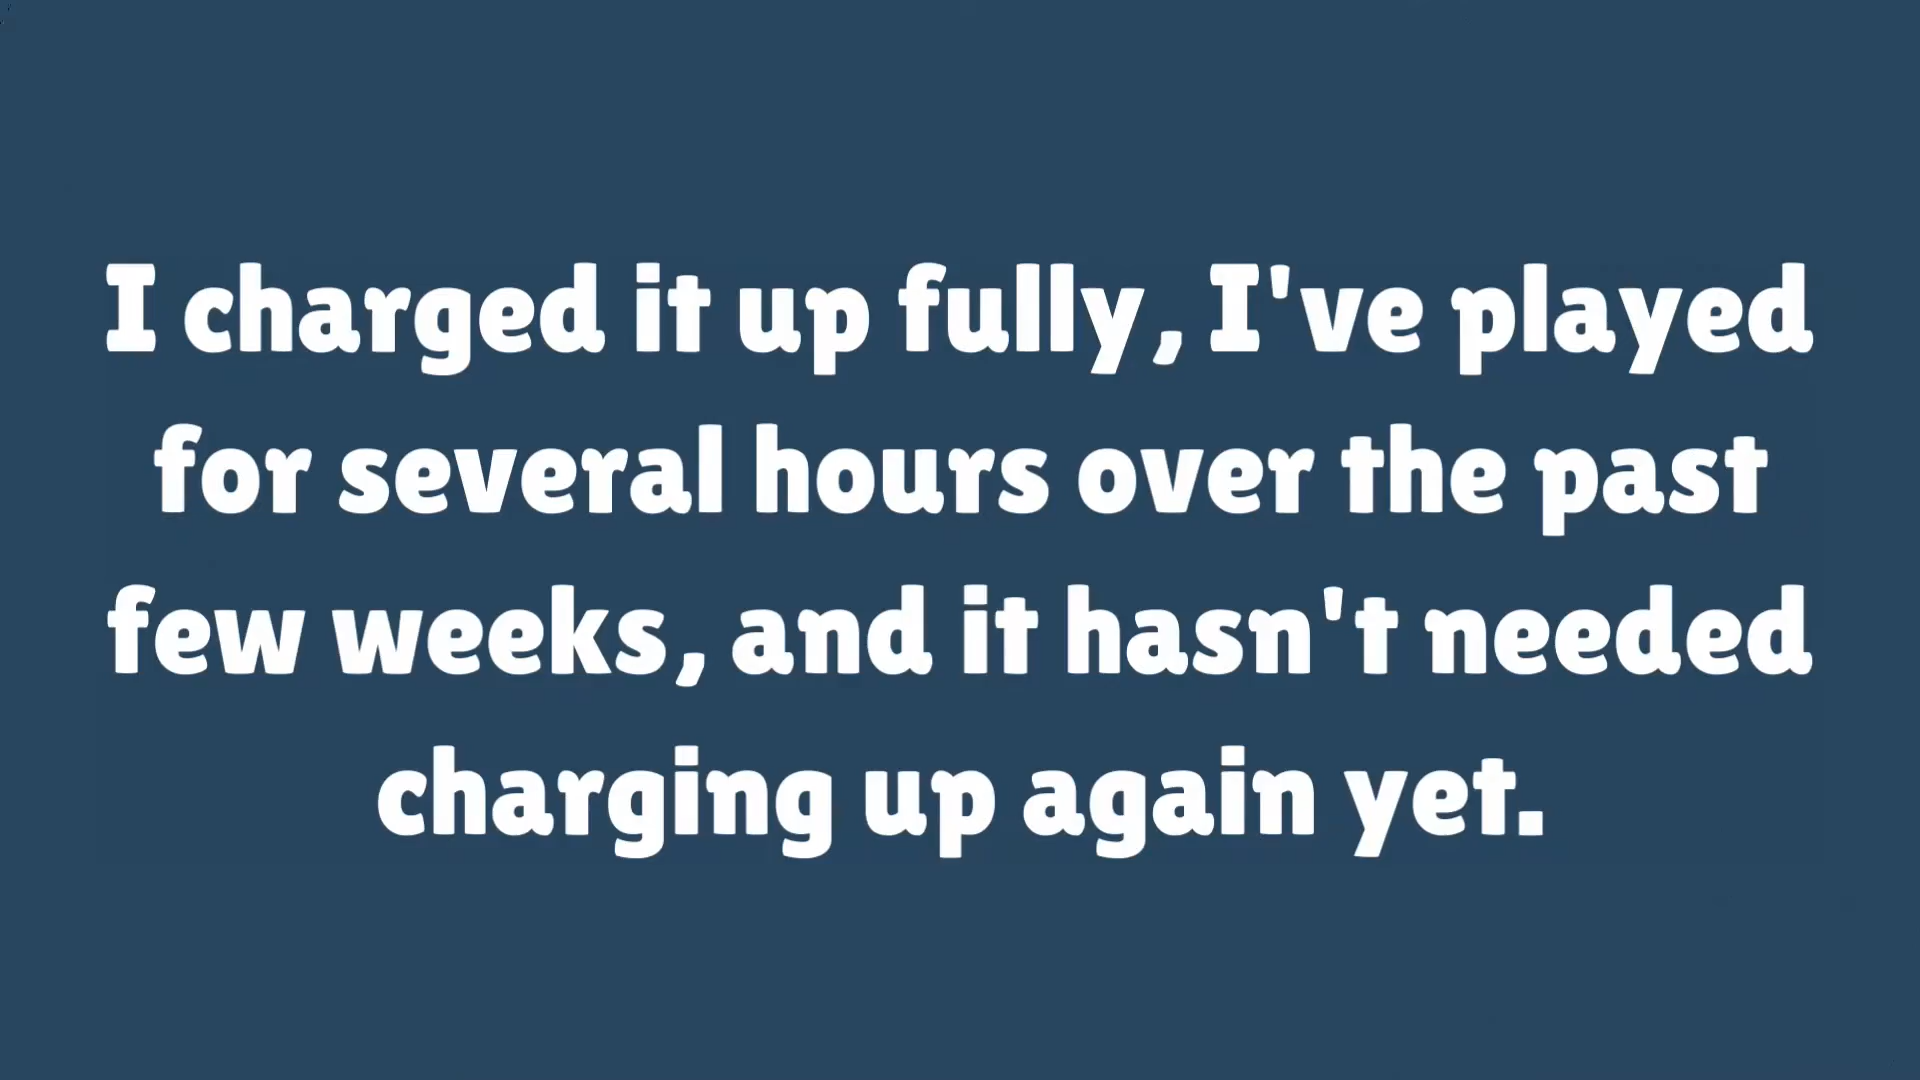 I charged it up fully, I've played
for several hours over the past
few weeks, and it hasn't needed
charging up again yet.